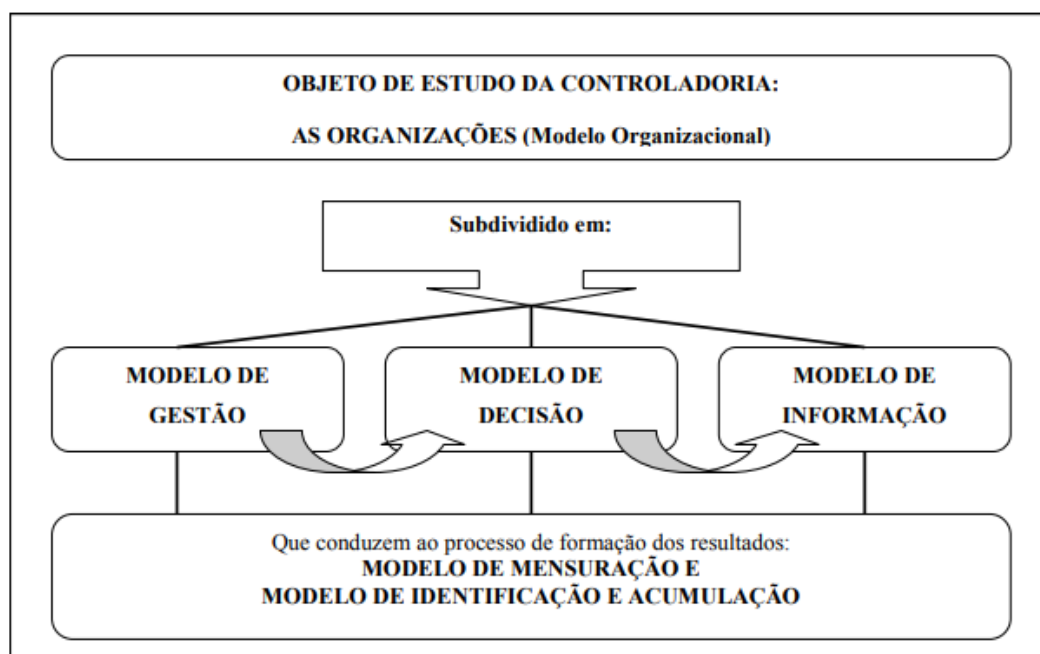 OBJETO DE ESTUDO DA CONTROLADORIA:
AS ORGANIZAÇÕES (Modelo Organizacional)
Subdividido em:
MODELO DE
GESTÃO
MODELO DE
DECISÃO
MODELO DE
INFORMAÇÃO
Que conduzem ao processo de formação dos resultados:
MODELO DE MENSURAÇÃO E
MODELO DE IDENTIFICAÇÃO E ACUMULAÇÃO